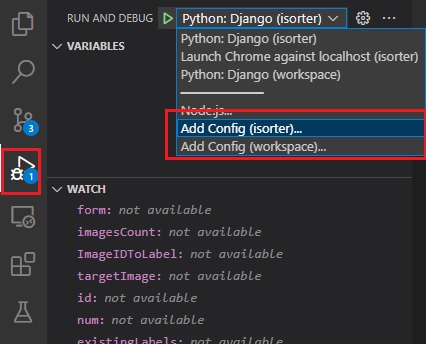 RUN AND DEBUG
Python: Django (isorter)
VARIABLES
Python: Django (isorter)
Launch Chrome against localhost (isorter)
Python: Django (workspace)
Node.js...
Add Config (isorter)...
Add Config (workspace)...
3
1
WATCH
form: not available
imagesCount: not available
ImageIDToLabel: not available
targetImage: not available
id: not available
num: not available
existingLabels: not available